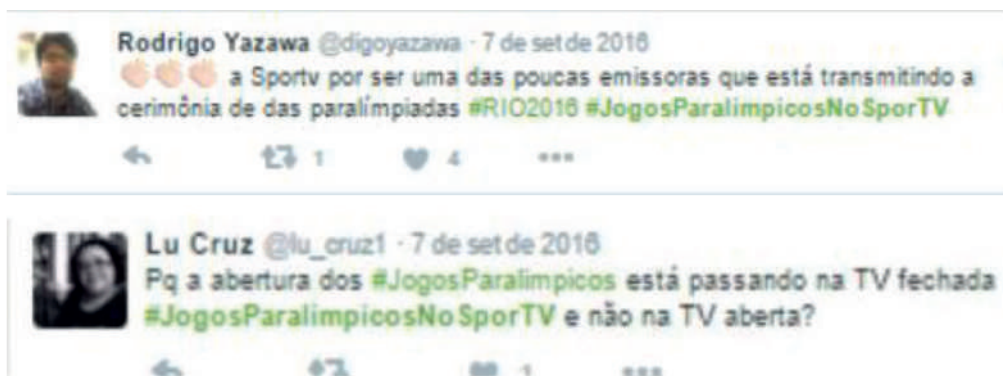 Rodrigo Yazawa @digoyazawa · 7 de set de 2016
👏👏👏 a Sportv por ser uma das poucas emissoras que está transmitindo a
cerimônia de das paralímpiadas #RIO2016 #JogosParalimpicosNoSporTV
1 4
Lu Cruz @lu_cruz1 · 7 de set de 2016
Pq a abertura dos #JogosParalimpicos está passando na TV fechada
#JogosParalimpicosNoSporTV e não na TV aberta?
1